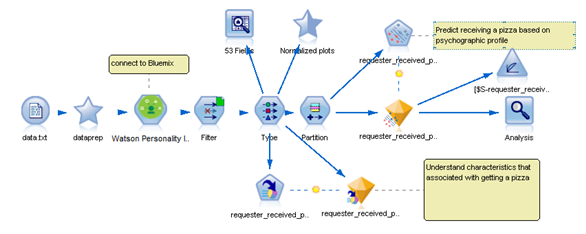 53 Fields
Normalized plots
Predict receiving a pizza based on
psychographic profile
requester_received_p..
connect to Bluemix
[$S-requester_receiv..
data.txt
dataprep
Watson Personality I..
Filter
Type
Partition
requester_received_p..
Analysis
Understand characteristics that
associated with getting a pizza
requester_received_p..
requester_received_p..